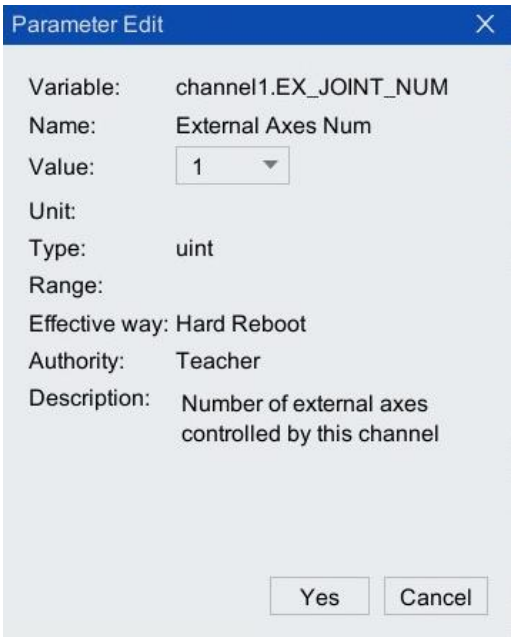 Parameter Edit
Variable: channel1.EX_JOINT_NUM
Name: External Axes Num
Value: 1
Unit:
Type: uint
Range:
Effective way: Hard Reboot
Authority: Teacher
Description: Number of external axes
controlled by this channel
Yes Cancel